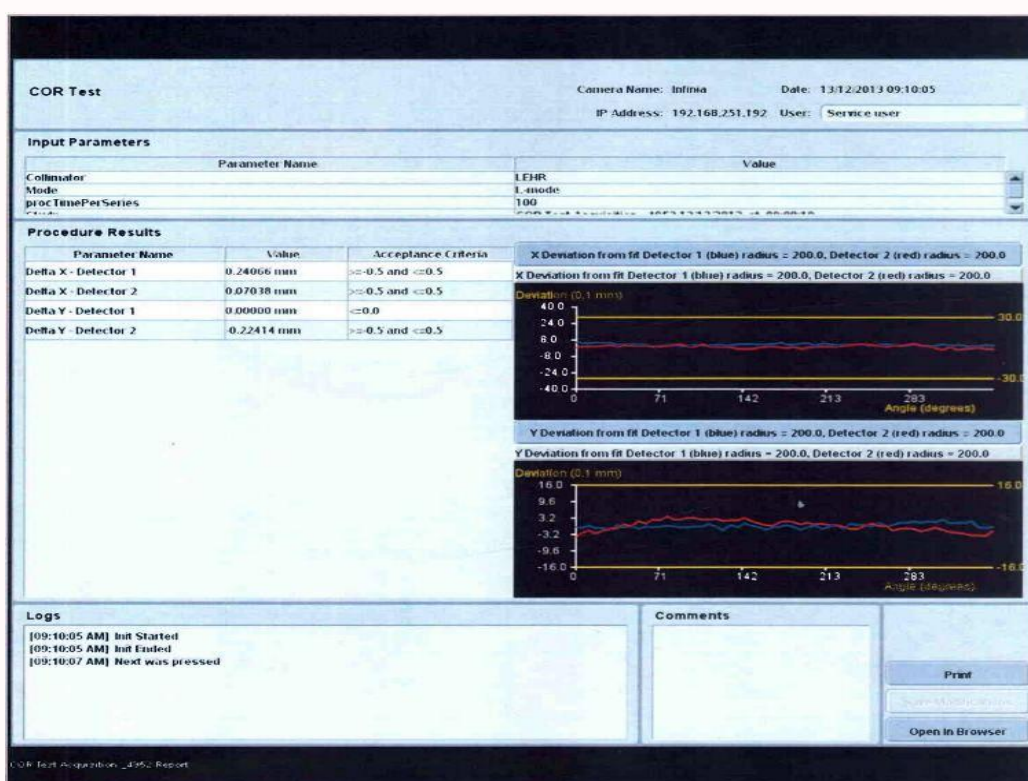 COR Test
Camera Name: Infinia Date: 13/12/2013 09:10:05
IP Address: 192.168.251.192 User: Service user
Input Parameters
Parameter Name Value
Collimator LEHR
Mode L-mode
procTimePerSeries 100
Procedure Results
Parameter Name Value Acceptance Criteria
Delta X - Detector 1 0.24066 mm >=-0.5 and <=0.5
Delta X - Detector 2 0.07038 mm >=-0.5 and <=0.5
Delta Y - Detector 1 0.00000 mm <=0.0
Delta Y - Detector 2 -0.22414 mm >=-0.5 and <=0.5
X Deviation from fit Detector 1 (blue) radius = 200.0, Detector 2 (red) radius = 200.0
X Deviation from fit Detector 1 (blue) radius = 200.0, Detector 2 (red) radius = 200.0
Deviation (0.1 mm)
40.0
30.0
24.0
8.0
-8.0
-24.0
-30.0
-40.0
0 71 142 213 283
Angle (degrees)
Y Deviation from fit Detector 1 (blue) radius = 200.0, Detector 2 (red) radius = 200.0
Y Deviation from fit Detector 1 (blue) radius = 200.0, Detector 2 (red) radius = 200.0
Deviation (0.1 mm)
16.0 16.0
9.6
3.2
-3.2
-9.6
-16.0 -16.0
0 71 142 213 283
Angle (degrees)
Logs
[09:10:05 AM] Init Started
[09:10:05 AM] Init Ended
[09:10:07 AM] Next was pressed
Comments
Print
Open In Browser
COR Test Acquisition _4952 Report